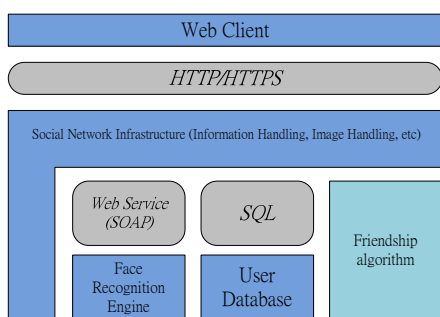 Web Client
HTTP/HTTPS
Social Network Infrastructure (Information Handling, Image Handling, etc)
Web Service
(SOAP)
SQL
Friendship
algorithm
Face
Recognition
Engine
User
Database